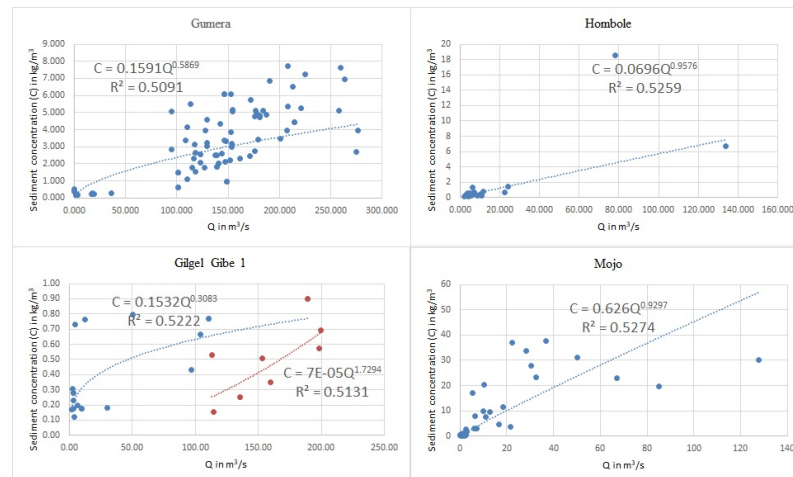 Gumera
Sediment concentration (C) in kg/m³
9.000
8.000
7.000
6.000
5.000
4.000
3.000
2.000
1.000
0.000
C = 0.1591Q^0.5869
R² = 0.5091
0.000 50.000 100.000 150.000 200.000 250.000 300.000
Q in m³/s
Hombole
Sediment concentration (C) in kg/m³
20
18
16
14
12
10
8
6
4
2
0
C = 0.0696Q^0.9576
R² = 0.5259
0.000 20.000 40.000 60.000 80.000 100.000 120.000 140.000 160.000
Q in m³/s
Gilgel Gibe 1
Sediment concentration (C) in kg/m³
1.00
0.90
0.80
0.70
0.60
0.50
0.40
0.30
0.20
0.10
0.00
C = 0.1532Q^0.3083
R² = 0.5222
C = 7E-05Q^1.7294
R² = 0.5131
0.00 50.00 100.00 150.00 200.00 250.00
Q in m³/s
Mojo
Sediment concentration (C) in kg/m³
60
50
40
30
20
10
0
C = 0.626Q^0.9297
R² = 0.5274
0 20 40 60 80 100 120 140
Q in m³/s